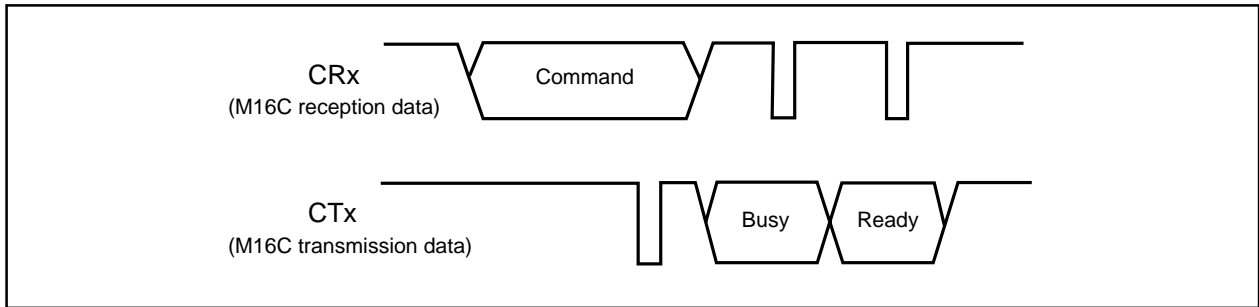 CRx
(M16C reception data)
Command
CTx
(M16C transmission data)
Busy
Ready